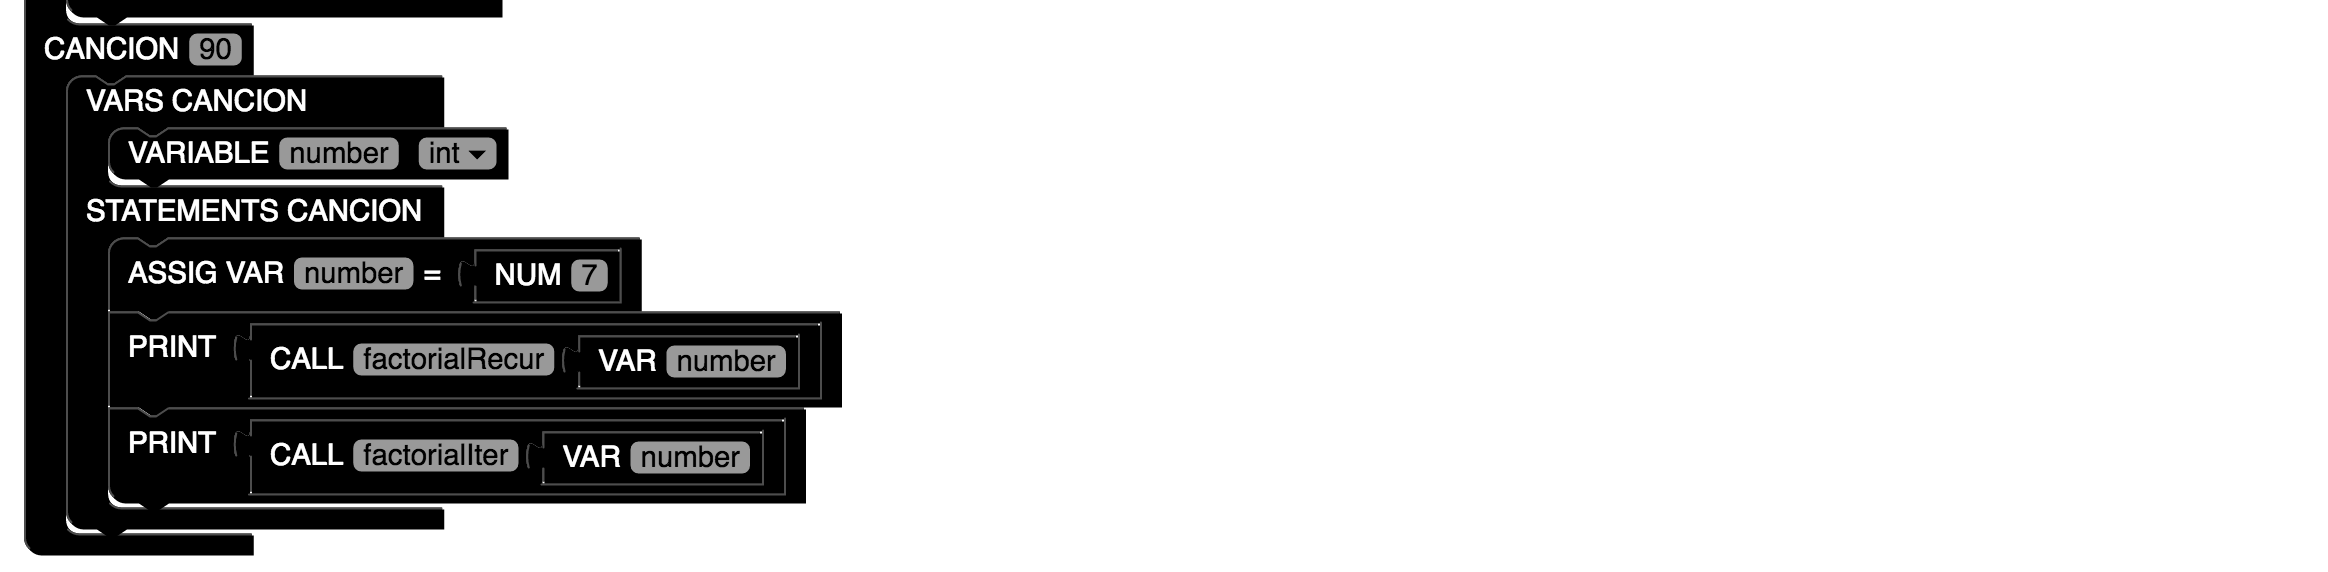 CANCION 90
VARS CANCION
VARIABLE number int
STATEMENTS CANCION
ASSIG VAR number = NUM 7
PRINT CALL factorialRecur VAR number
PRINT CALL factorialIter VAR number